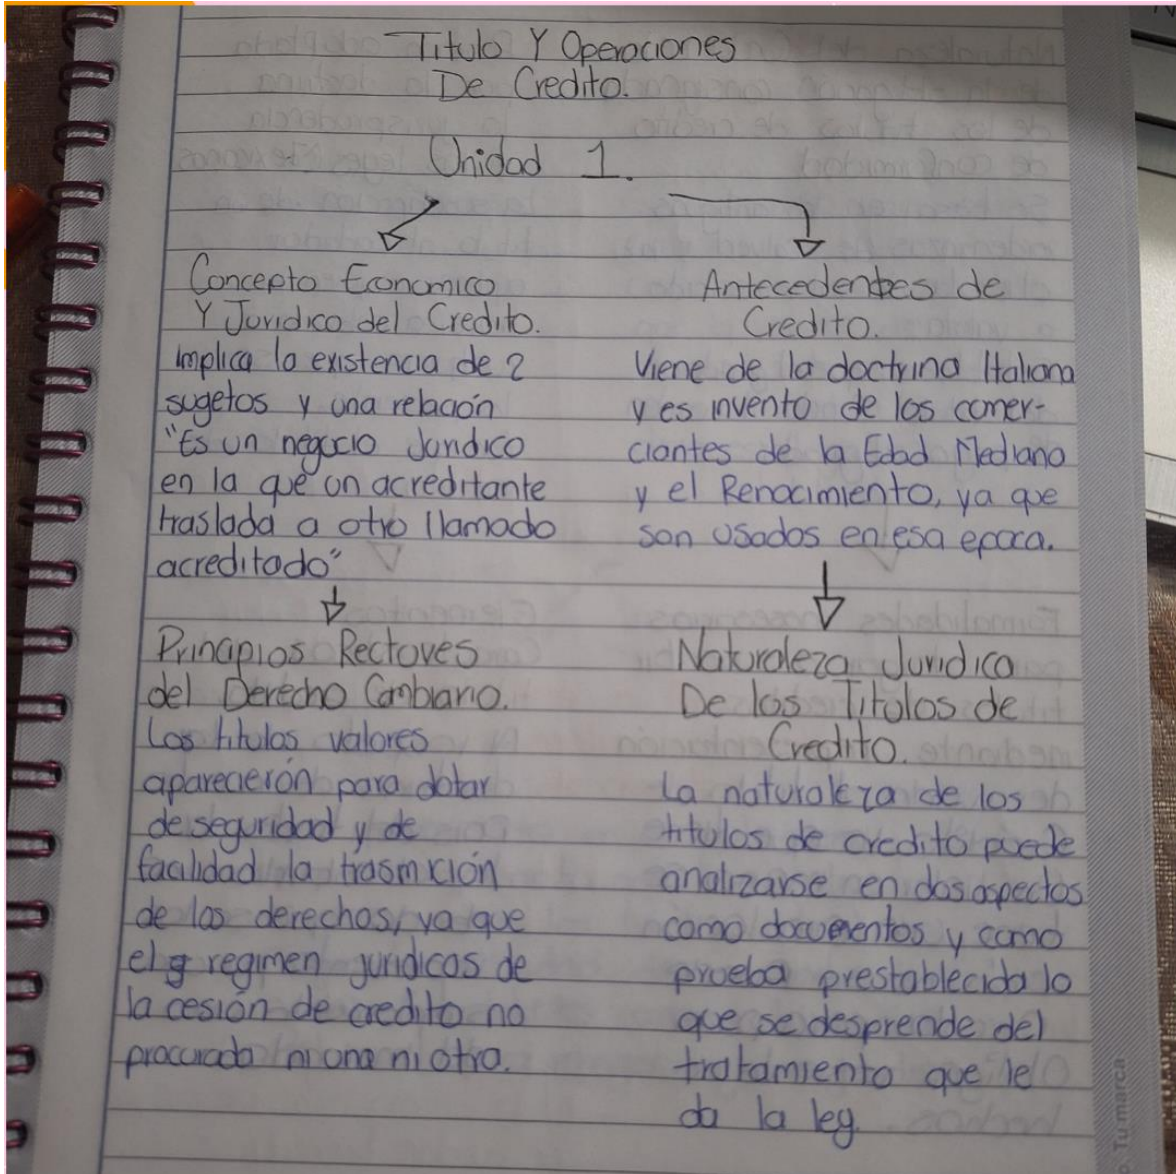 Titulo Y Operaciones
De Credito.
Unidad 1.
Concepto Economico
Y Juridico del Credito.
implica la existencia de 2
sugetos y una relación
"Es un negocio Juridico
en la que un acreditante
traslada a otro llamado
acreditado"
Principios Rectores
del Derecho Cambiario.
Los titulos valores
aparecierón para dotar
de seguridad y de
facilidad la trasmición
de los derechos, ya que
el regimen juridicos de
la cesión de credito no
procuraba ni una ni otra.
Antecedentes de
Credito.
Viene de la doctrina Italiana
y es invento de los comer-
ciantes de la Edad Mediana
y el Renacimiento, ya que
son usados en esa epoca.
Naturaleza Juridica
De los Titulos de
Credito.
La naturaleza de los
titulos de credito puede
analizarse en dos aspectos
como documentos y como
prueba prestablecida lo
que se desprende del
tratamiento que le
da la ley.
Tu marca